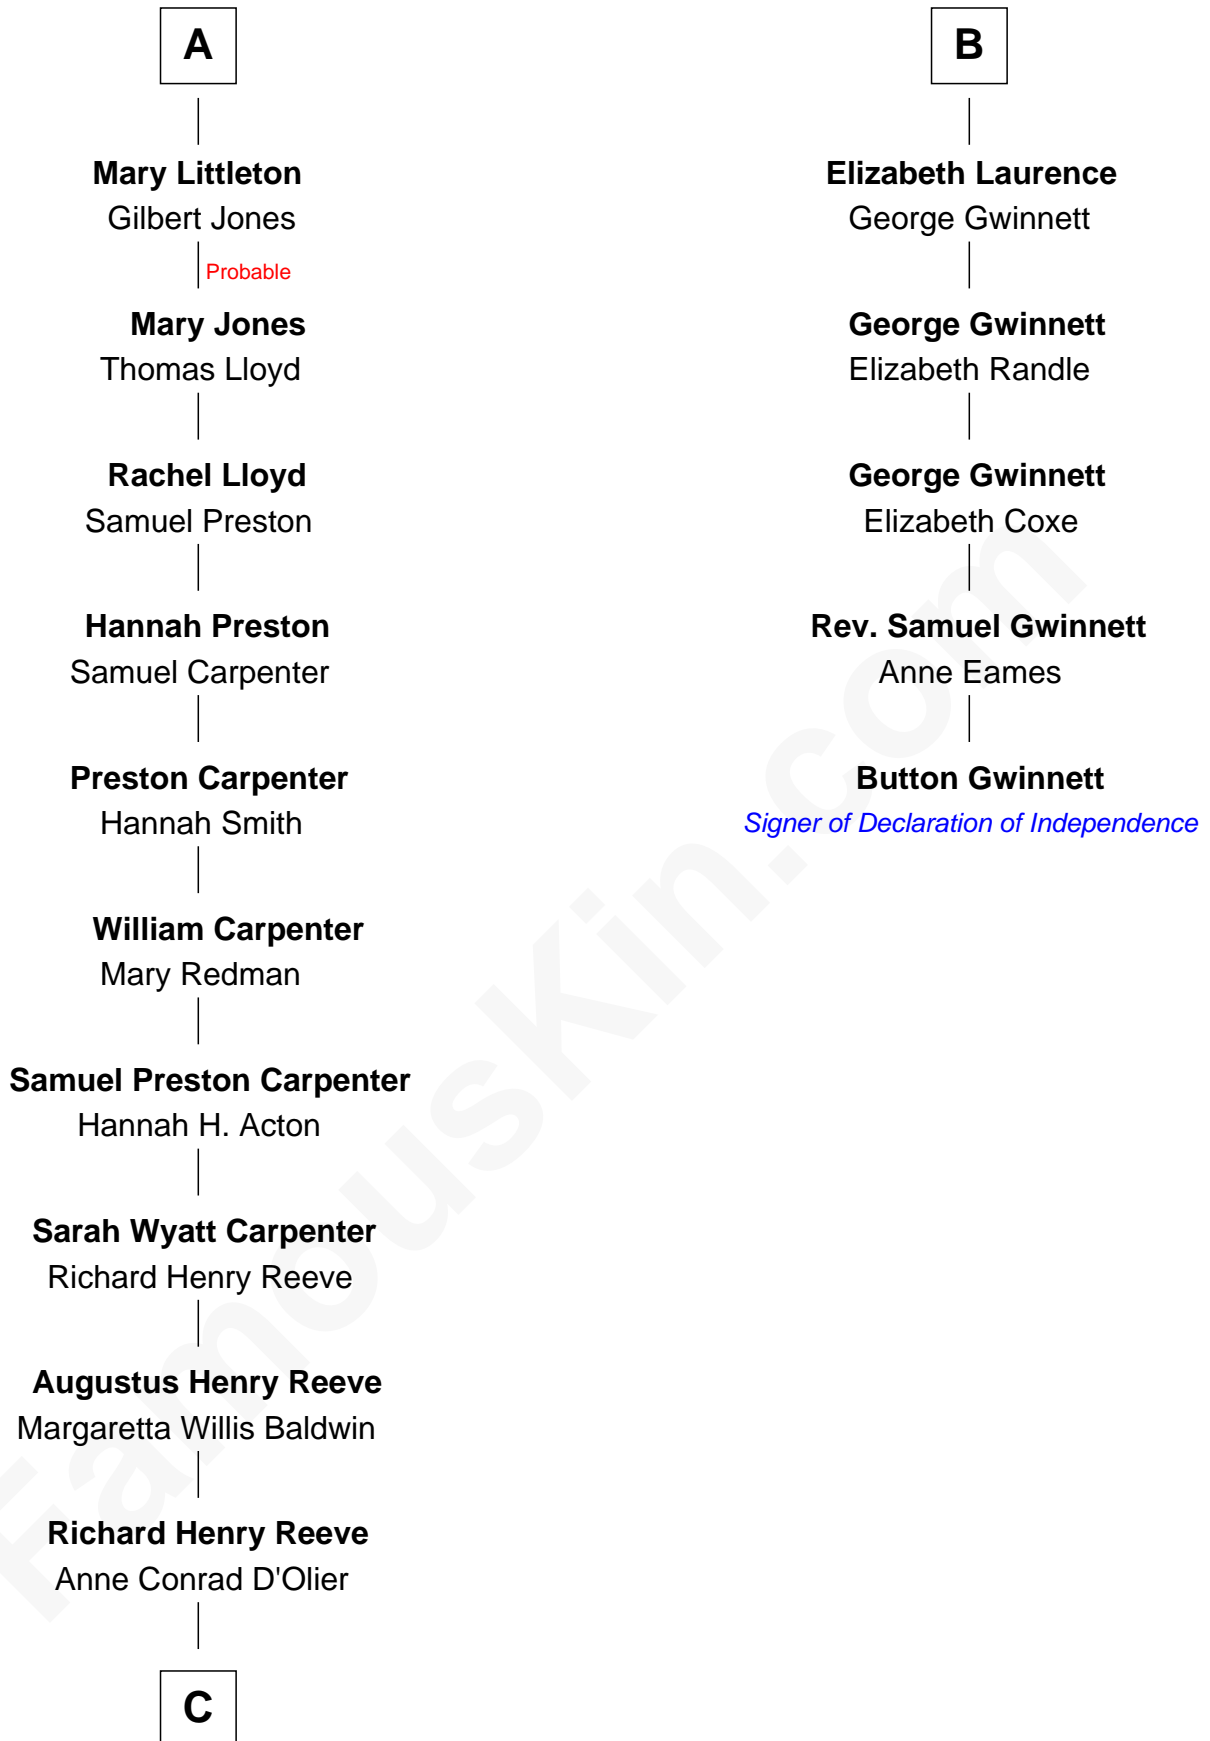 A
Mary Littleton
Gilbert Jones
Probable
Mary Jones
Thomas Lloyd
Rachel Lloyd
Samuel Preston
Hannah Preston
Samuel Carpenter
Preston Carpenter
Hannah Smith
William Carpenter
Mary Redman
Samuel Preston Carpenter
Hannah H. Acton
Sarah Wyatt Carpenter
Richard Henry Reeve
Augustus Henry Reeve
Margaretta Willis Baldwin
Richard Henry Reeve
Anne Conrad D'Olier
C
B
Elizabeth Laurence
George Gwinnett
George Gwinnett
Elizabeth Randle
George Gwinnett
Elizabeth Coxe
Rev. Samuel Gwinnett
Anne Eames
Button Gwinnett
Signer of Declaration of Independence
FamousKin.com